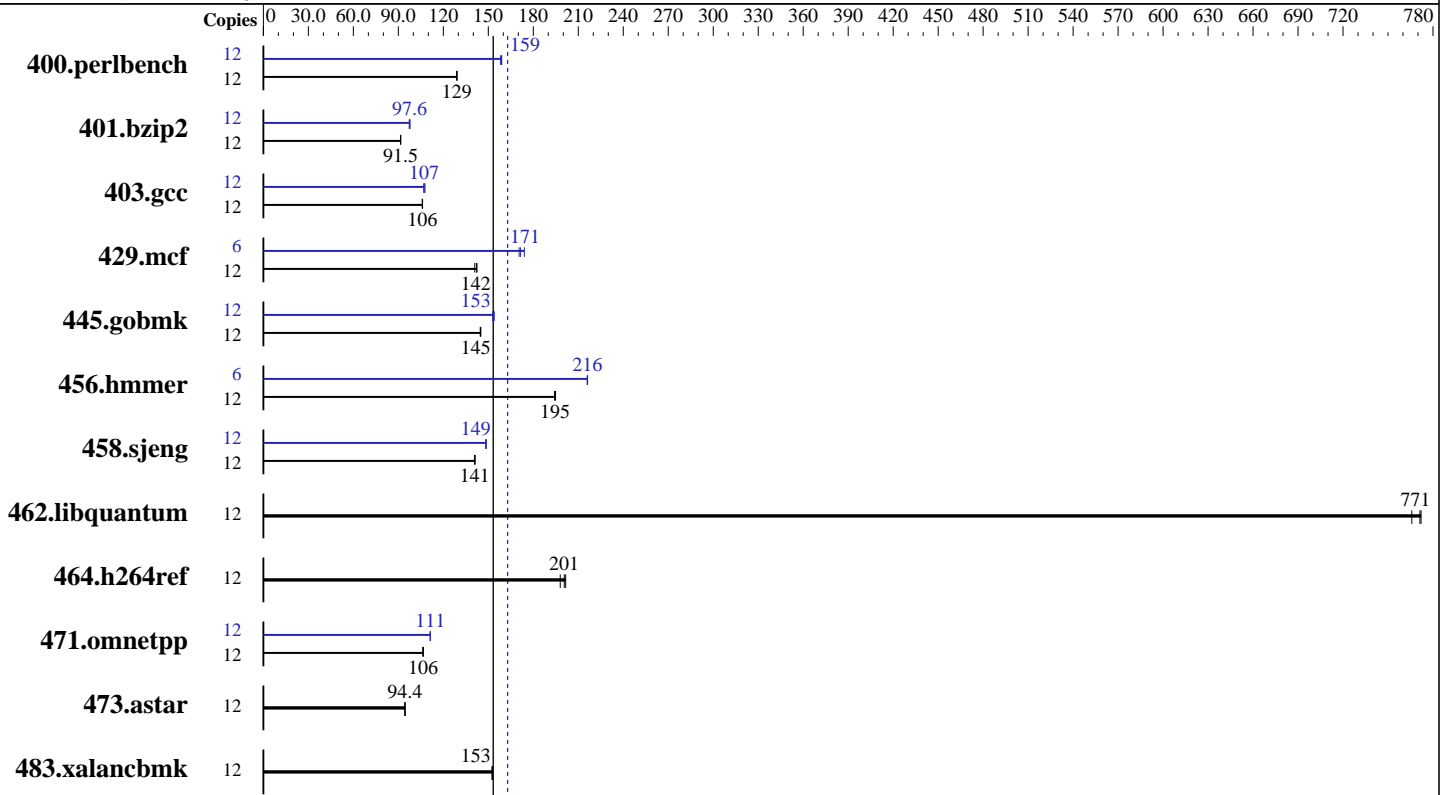 Copies 0 30.0 60.0 90.0 120 150 180 210 240 270 300 330 360 390 420 450 480 510 540 570 600 630 660 690 720 780
400.perlbench 12 159
12 129
401.bzip2 12 97.6
12 91.5
403.gcc 12 107
12 106
429.mcf 6 171
12 142
445.gobmk 12 153
12 145
456.hmmer 6 216
12 195
458.sjeng 12 149
12 141
462.libquantum 12 771
464.h264ref 12 201
471.omnetpp 12 111
12 106
473.astar 12 94.4
483.xalancbmk 12 153